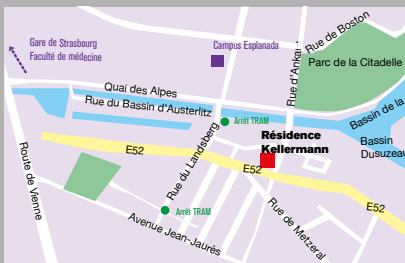 Gare de Strasbourg
Faculté de médecine
Campus Esplanada
Rue de Boston
Rue d'Ankar
Parc de la Citadelle
Quai des Alpes
Rue du Bassin d'Austerlitz
Bassin de la
Arrêt TRAM
Résidence
Kellermann
Bassin
Dusuzeau
E52
E52
E52
Route de Vienne
Rue du Landsberg
Arrêt TRAM
Rue de Metzeral
Avenue Jean-Jaurès